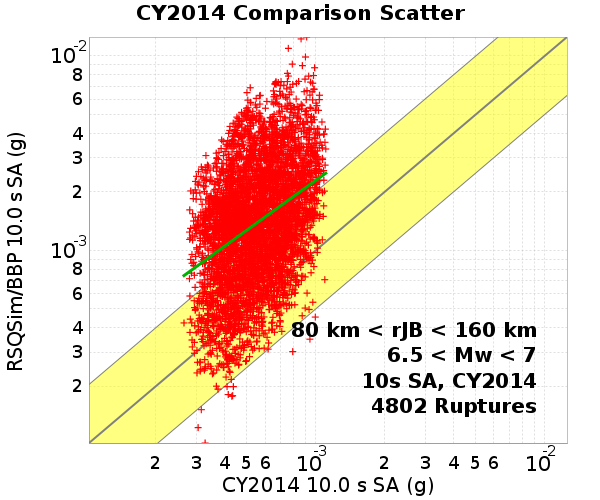 CY2014 Comparison Scatter
RSQSim/BBP 10.0 s SA (g)
10-2
8
6
4
3
2
10-3
8
6
4
3
2
80 km < rJB < 160 km
6.5 < Mw < 7
10s SA, CY2014
4802 Ruptures
2 3 4 5 6 10-3 2 3 4 5 6 10-2
CY2014 10.0 s SA (g)